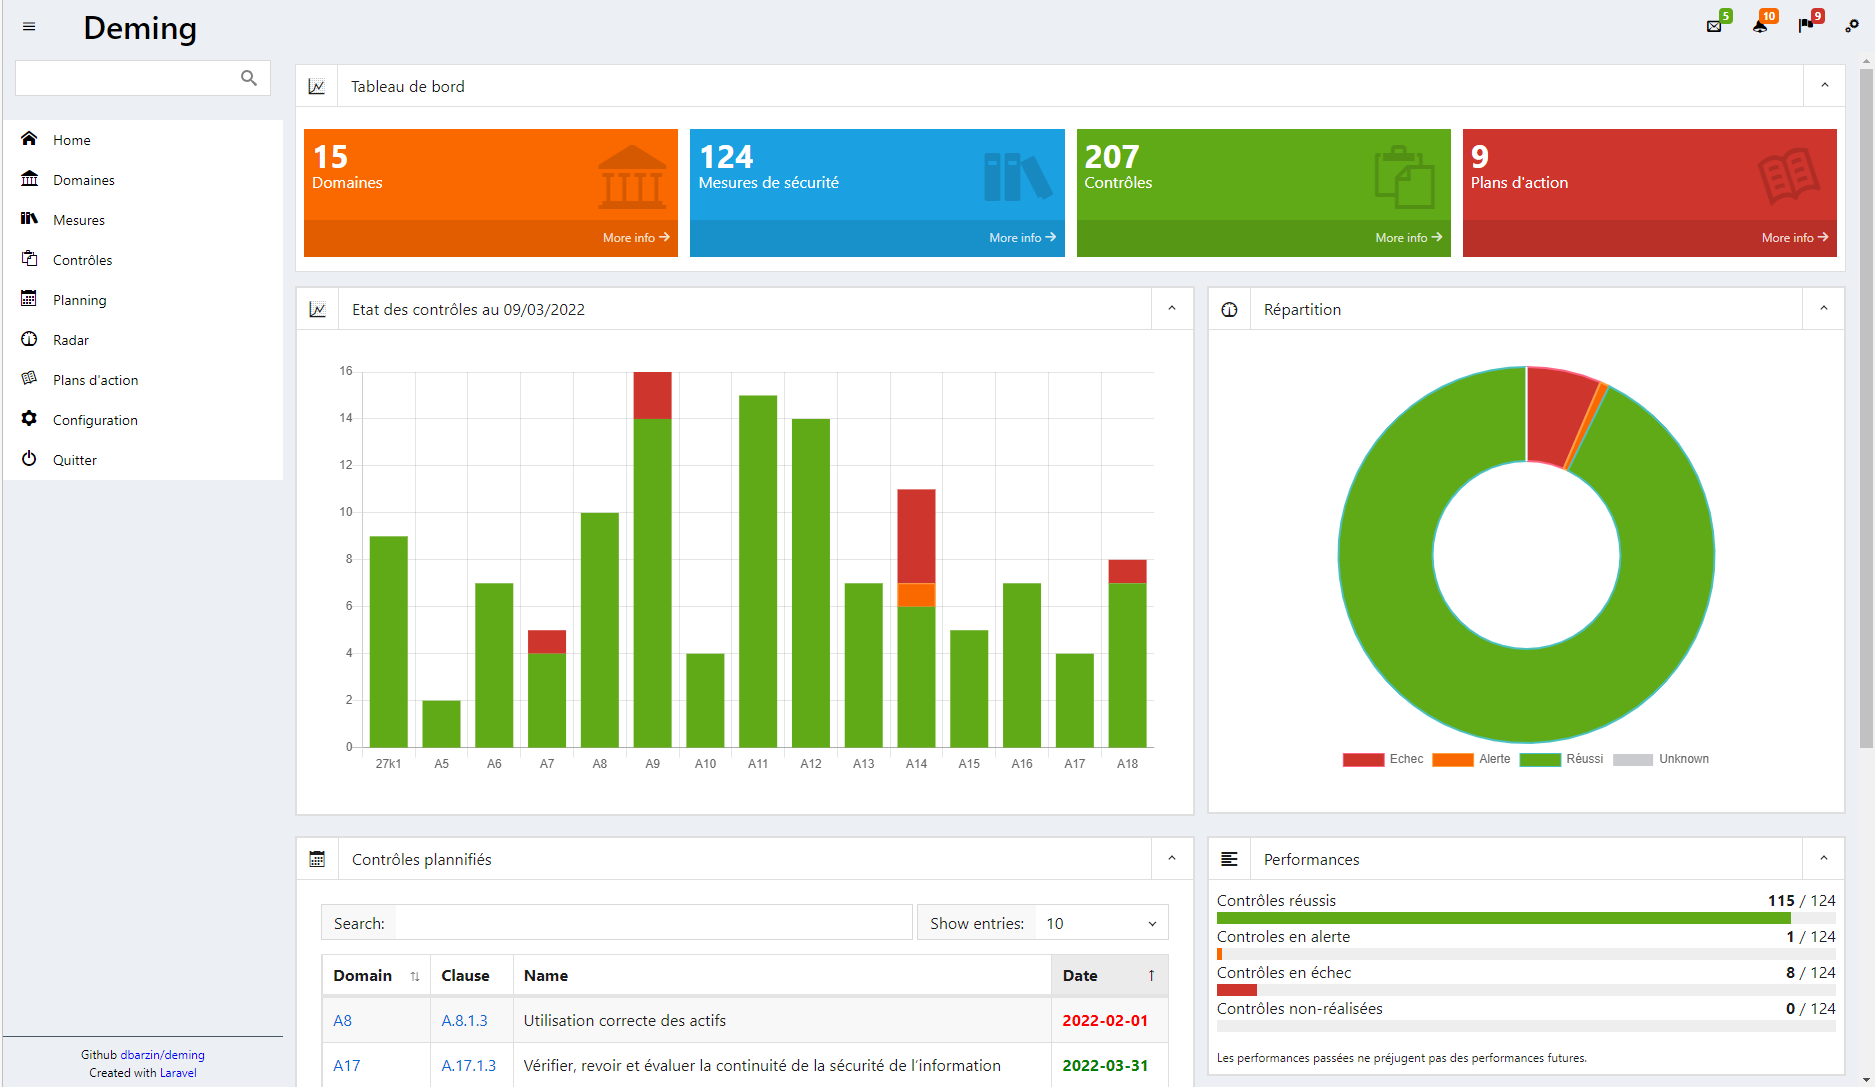 Deming
5
10
9
Home
Domaines
Mesures
Contrôles
Planning
Radar
Plans d'action
Configuration
Quitter
Github dbarzin/deming
Created with Laravel
Tableau de bord
15
Domaines
More info →
124
Mesures de sécurité
More info →
207
Contrôles
More info →
9
Plans d'action
More info →
Etat des contrôles au 09/03/2022
16
14
12
10
8
6
4
2
0
27k1 A5 A6 A7 A8 A9 A10 A11 A12 A13 A14 A15 A16 A17 A18
Répartition
Echec Alerte Réussi Unknown
Contrôles plannifiés
Search: Show entries: 10
Domain ↑↓ Clause Name Date ↑
A8 A.8.1.3 Utilisation correcte des actifs 2022-02-01
A17 A.17.1.3 Vérifier, revoir et évaluer la continuité de la sécurité de l’information 2022-03-31
Performances
Contrôles réussis 115 / 124
Controles en alerte 1 / 124
Contrôles en échec 8 / 124
Contrôles non-réalisées 0 / 124
Les performances passées ne préjugent pas des performances futures.